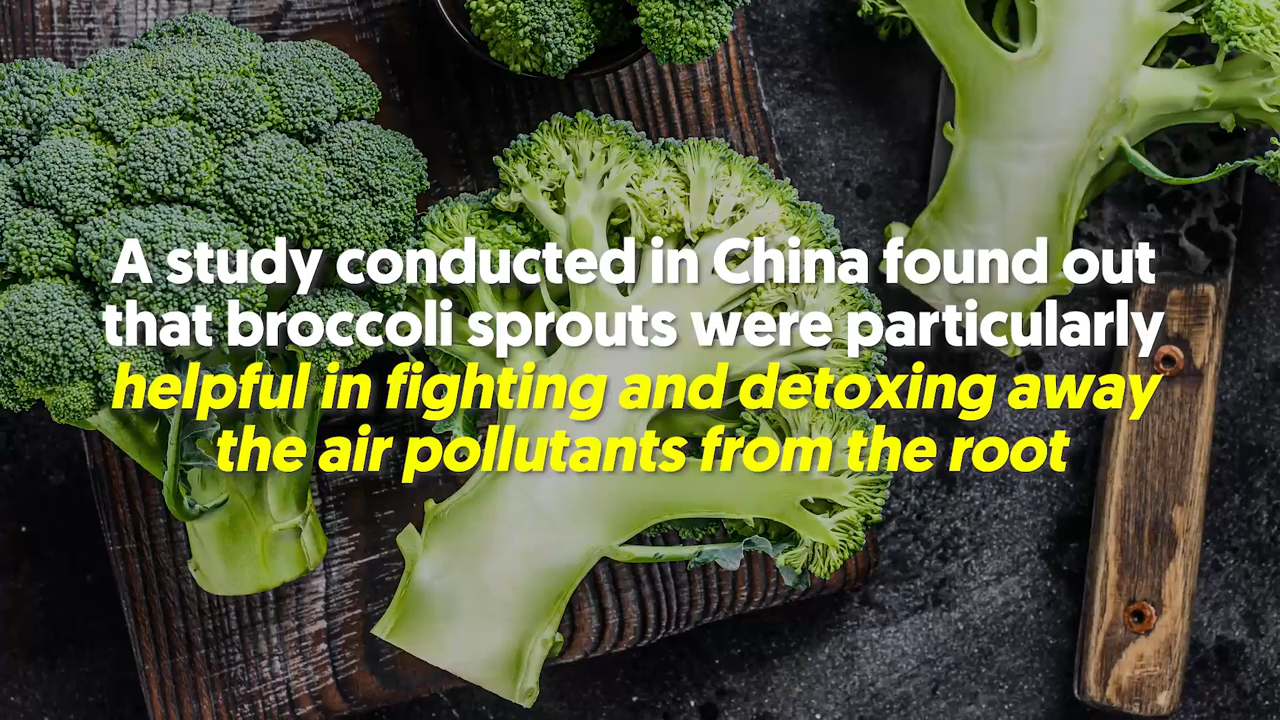 A study conducted in China found out
that broccoli sprouts were particularly
helpful in fighting and detoxing away
the air pollutants from the root